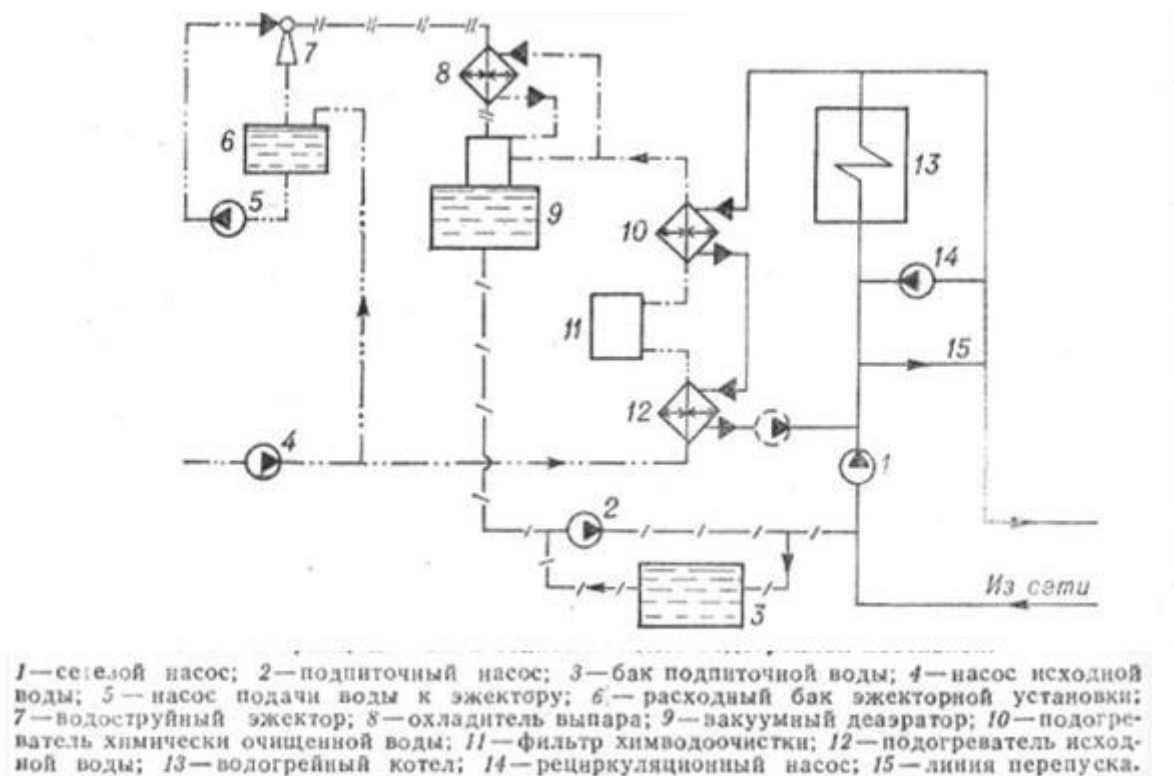 7
8
6
13
5
9
10
14
11
15
12
4
1
2
Из сети
3
1—сетевой насос; 2—подпиточный насос; 3—бак подпиточной воды; 4—насос исходной
воды; 5—насос подачи воды к эжектору; 6—расходный бак эжекторной установки;
7—водоструйный эжектор; 8—охладитель выпара; 9—вакуумный деаэратор; 10—подогре-
ватель химически очищенной воды; 11—фильтр химводоочистки; 12—подогреватель исход-
ной воды; 13—водогрейный котел; 14—рециркуляционный насос; 15—линия перепуска.